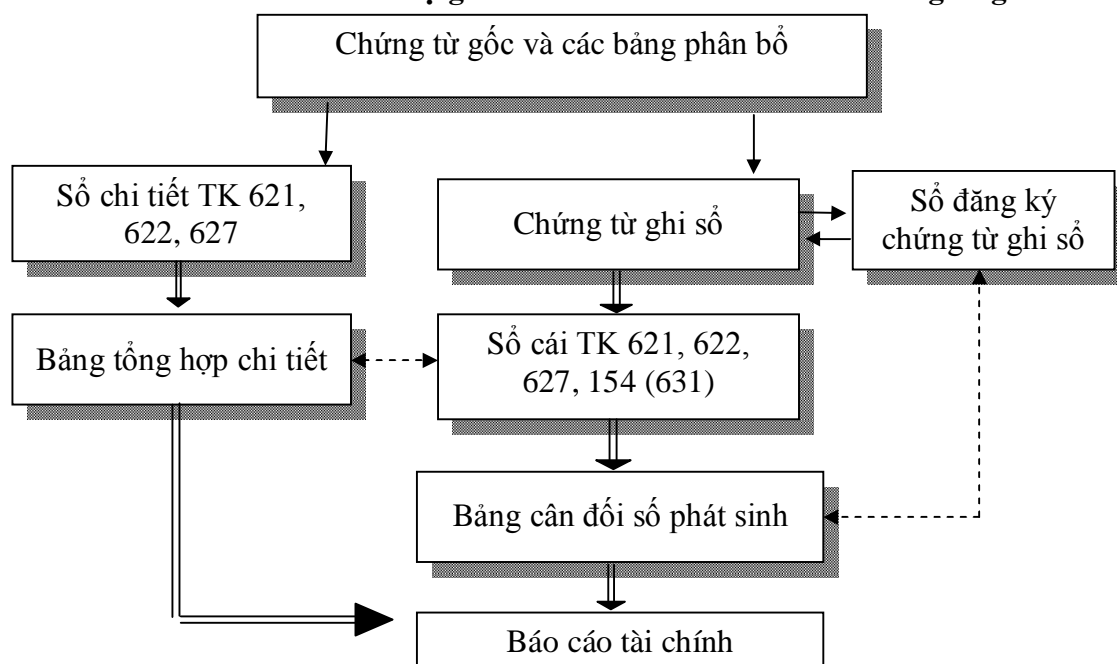 Chứng từ gốc và các bảng phân bổ
Sổ chi tiết TK 621,
622, 627
Chứng từ ghi sổ
Sổ đăng ký
chứng từ ghi sổ
Bảng tổng hợp chi tiết
Sổ cái TK 621, 622,
627, 154 (631)
Bảng cân đối số phát sinh
Báo cáo tài chính